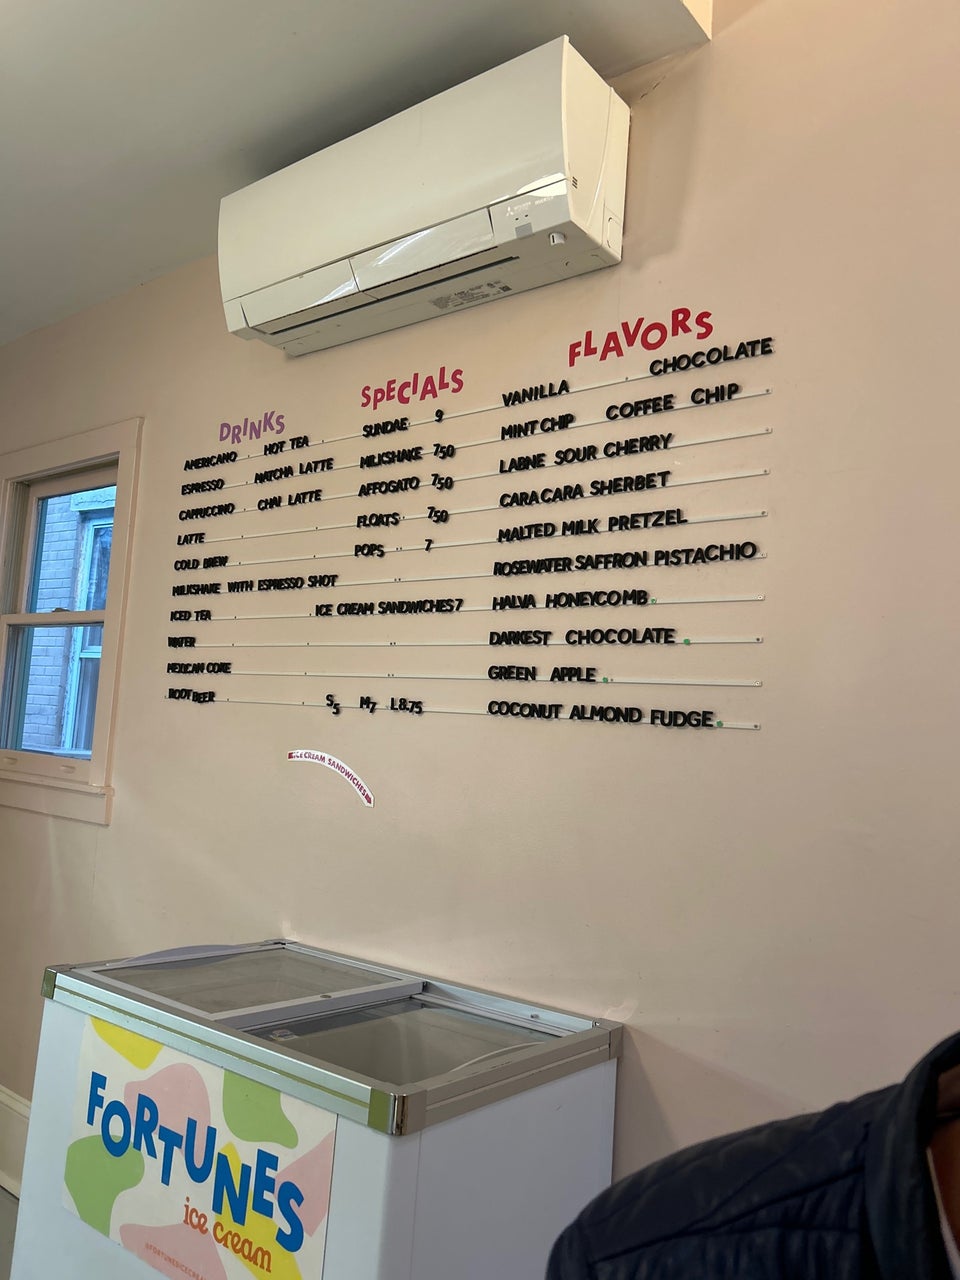 FLAVORS
VANILLA CHOCOLATE
MINT CHIP COFFEE CHIP
LABNE SOUR CHERRY
CARA CARA SHERBET
MALTED MILK PRETZEL
ROSEWATER SAFFRON PISTACHIO
HALVA HONEYCOMB
DARKEST CHOCOLATE
GREEN APPLE
COCONUT ALMOND FUDGE
SPECIALS
SUNDAE 9
MILKSHAKE 750
AFFOGATO 750
FLOATS 750
POPS 7
ICE CREAM SANDWICHES 7
S5 M7 L8.75
DRINKS
AMERICANO HOT TEA
ESPRESSO MATCHA LATTE
CAPPUCCINO CHAI LATTE
LATTE
COLD BREW
MILKSHAKE WITH ESPRESSO SHOT
ICED TEA
WATER
MEXICAN COKE
ROOT BEER
ICE CREAM SANDWICHES
FORTUNES
ice cream